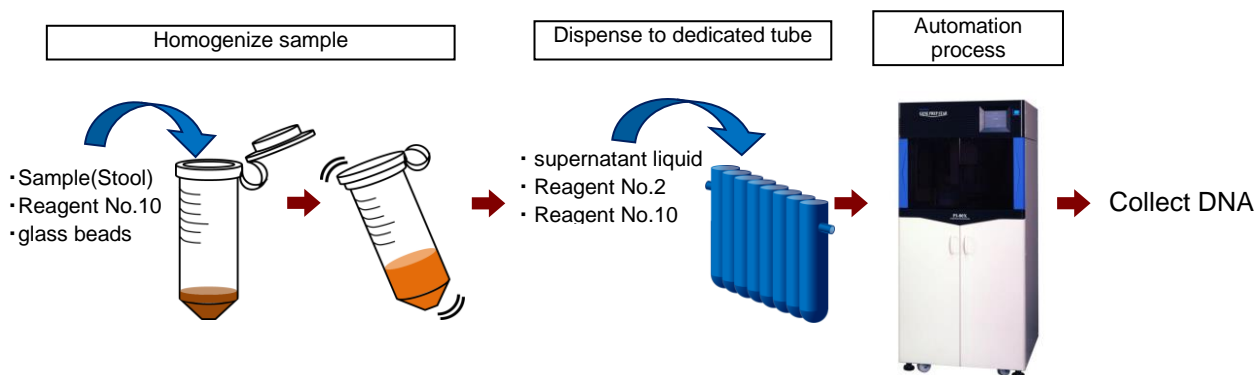 Homogenize sample
Dispense to dedicated tube
Automation
process
・Sample(Stool)
・Reagent No.10
・glass beads
・supernatant liquid
・Reagent No.2
・Reagent No.10
Collect DNA